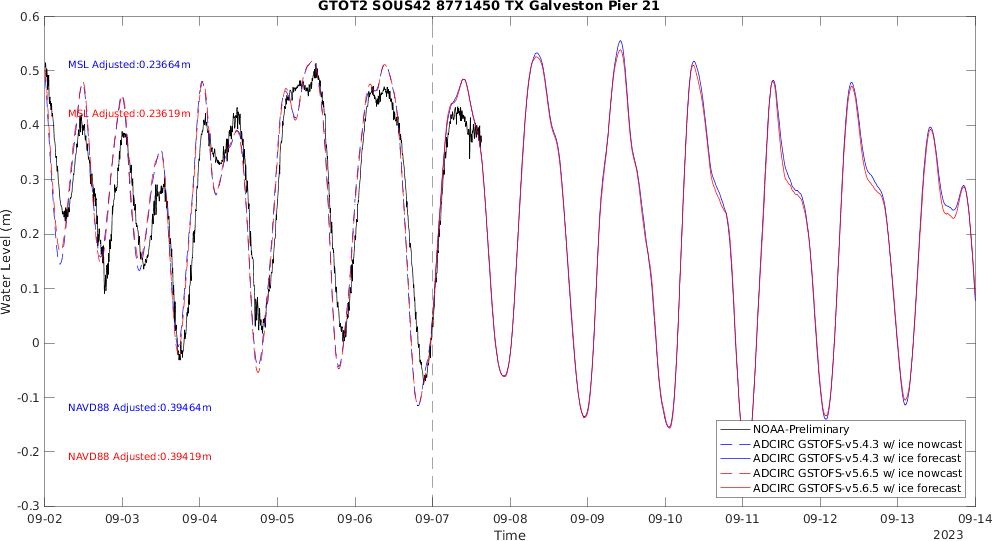 GTOT2 SOUS42 8771450 TX Galveston Pier 21
0.6
0.5
0.4
0.3
0.2
0.1
0
-0.1
-0.2
-0.3
Water Level (m)
MSL Adjusted:0.23664m
MSL Adjusted:0.23619m
NAVD88 Adjusted:0.39464m
NAVD88 Adjusted:0.39419m
NOAA-Preliminary
ADCIRC GSTOFS-v5.4.3 w/ ice nowcast
ADCIRC GSTOFS-v5.4.3 w/ ice forecast
ADCIRC GSTOFS-v5.6.5 w/ ice nowcast
ADCIRC GSTOFS-v5.6.5 w/ ice forecast
09-02 09-03 09-04 09-05 09-06 09-07 09-08 09-09 09-10 09-11 09-12 09-13 09-14
Time
2023